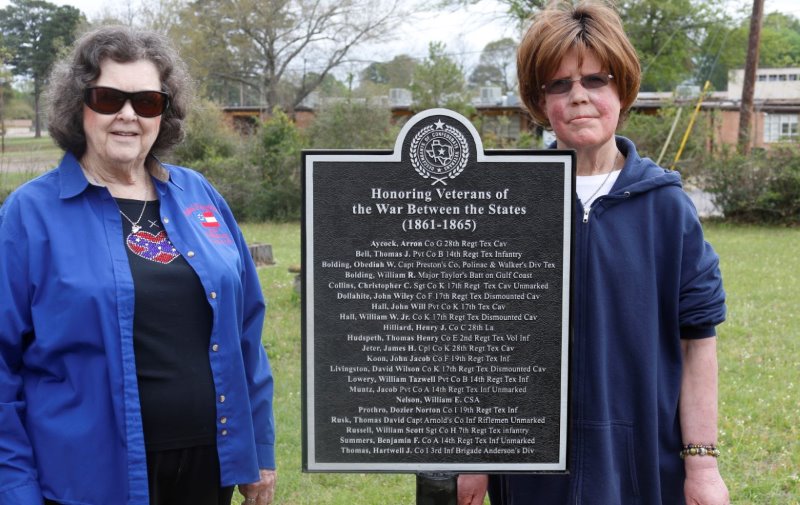 DESCENDANTS OF CONFEDERATE VETERANS
Honoring Veterans of
the War Between the States
(1861-1865)
Aycock, Arron Co G 28th Regt Tex Cav
Bell, Thomas J. Pvt Co B 14th Regt Tex Infantry
Bolding, Obediah W. Capt Preston's Co, Polinac & Walker's Div Tex
Bolding, William R. Major Taylor's Batt on Gulf Coast
Collins, Christopher C. Sgt Co K 17th Regt Tex Cav Unmarked
Dollahite, John Wiley Co F 17th Regt Tex Dismounted Cav
Hall, John Will Pvt Co K 17th Tex Cav
Hall, William W. Jr. Co K 17th Tex Dismounted Cav
Hilliard, Henry J. Co C 28th La
Hudspeth, Thomas Henry Co E 2nd Regt Tex Vol Inf
Jeter, James H. Cpl Co K 28th Regt Tex Cav
Koon, John Jacob Co F 19th Regt Tex Inf
Livingston, David Wilson Co K 17th Regt Tex Dismounted Cav
Lowery, William Tazwell Pvt Co B 14th Regt Tex Inf
Muntz, Jacob Pvt Co A 14th Regt Tex Inf Unmarked
Nelson, William E. CSA
Prothro, Dozier Norton Co I 19th Regt Tex Inf
Rusk, Thomas David Capt Arnold's Co Inf Riflemen Unmarked
Russell, William Scott Sgt Co H 7th Regt Tex infantry
Summers, Benjamin F. Co A 14th Regt Tex Inf Unmarked
Thomas, Hartwell J. Co I 3rd Inf Brigade Anderson's Div